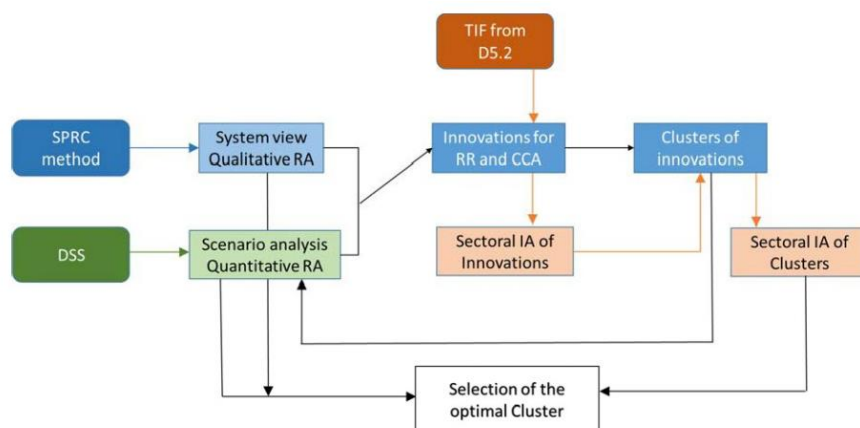 TIF from
D5.2
SPRC
method
System view
Qualitative RA
Innovations for
RR and CCA
Clusters of
innovations
DSS
Scenario analysis
Quantitative RA
Sectoral IA of
Innovations
Sectoral IA of
Clusters
Selection of the
optimal Cluster